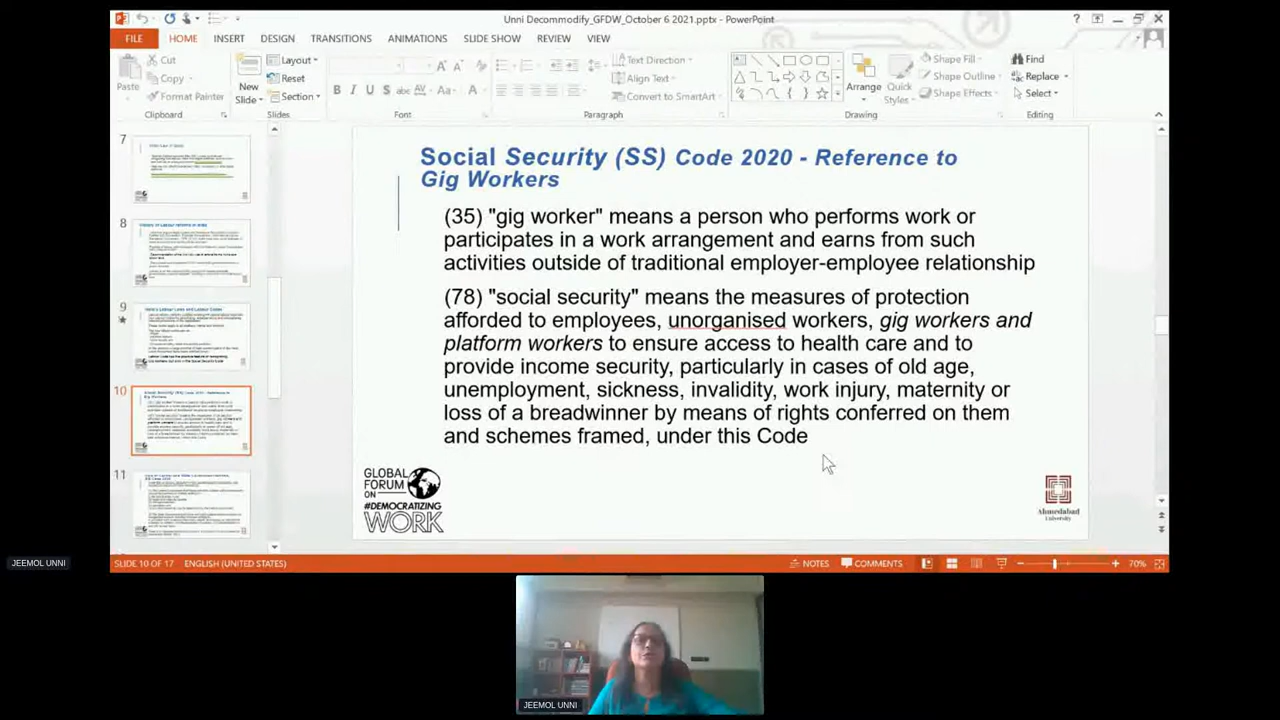 Unni Decommodify_GFDW_October 6 2021.pptx - PowerPoint
FILE HOME INSERT DESIGN TRANSITIONS ANIMATIONS SLIDE SHOW REVIEW VIEW
Paste
Cut
Copy
Format Painter
Clipboard
New
Slide
Layout
Reset
Section
Slides
B I U S abc AV Aa A
Font
Text Direction
Align Text
Convert to SmartArt
Paragraph
Arrange
Quick
Styles
Shape Fill
Shape Outline
Shape Effects
Drawing
Find
Replace
Select
Editing
7
8
9
10
11
Social Security (SS) Code 2020 - Reference to
Gig Workers
(35) "gig worker" means a person who performs work or
participates in a work arrangement and earns from such
activities outside of traditional employer-employee relationship
(78) "social security" means the measures of protection
afforded to employees, unorganised workers, gig workers and
platform workers to ensure access to health care and to
provide income security, particularly in cases of old age,
unemployment, sickness, invalidity, work injury, maternity or
loss of a breadwinner by means of rights conferred on them
and schemes framed, under this Code
GLOBAL
FORUM
ON
#DEMOCRATIZING
WORK
Ahmedabad
University
JEEMOL UNNI
SLIDE 10 OF 17 ENGLISH (UNITED STATES) NOTES COMMENTS 70%
JEEMOL UNNI